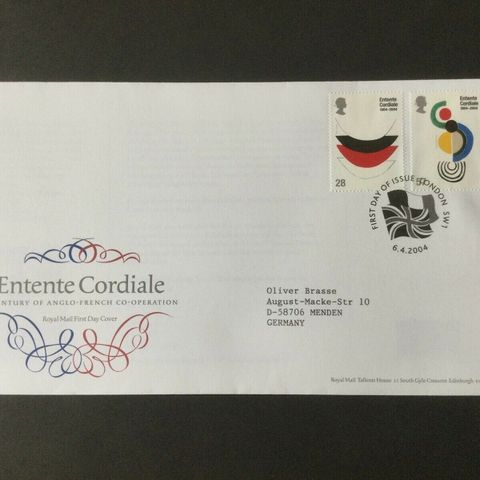 Entente
Cordiale
1904-2004
28
Entente
Cordiale
1904-2004
57
FIRST DAY OF ISSUE LONDON SW1
6.4.2004
Entente Cordiale
ENTURY OF ANGLO-FRENCH CO-OPERATION
Royal Mail First Day Cover
Oliver Brasse
August-Macke-Str 10
D-58706 MENDEN
GERMANY
Royal Mail Tallents House 21 South Gyle Crescent Edinburgh